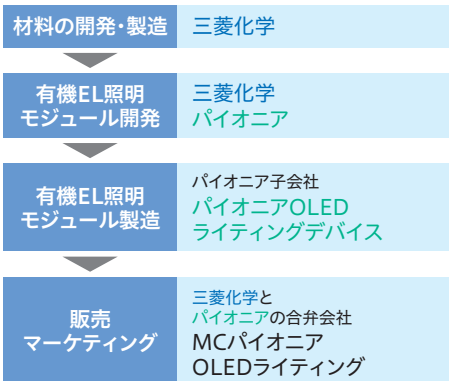 材料の開発・製造
三菱化学
有機EL照明
モジュール開発
三菱化学
パイオニア
有機EL照明
モジュール製造
パイオニア子会社
パイオニアOLED
ライティングデバイス
販売
マーケティング
三菱化学と
パイオニアの合弁会社
MCパイオニア
OLEDライティング